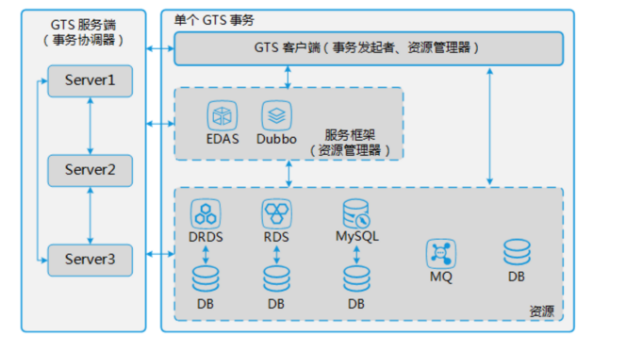 GTS 服务端
（事务协调器）
Server1
Server2
Server3
单个 GTS 事务
GTS 客户端（事务发起者、资源管理器）
EDAS
Dubbo
服务框架
（资源管理器）
DRDS
RDS
MySQL
DB
DB
DB
MQ
DB
资源